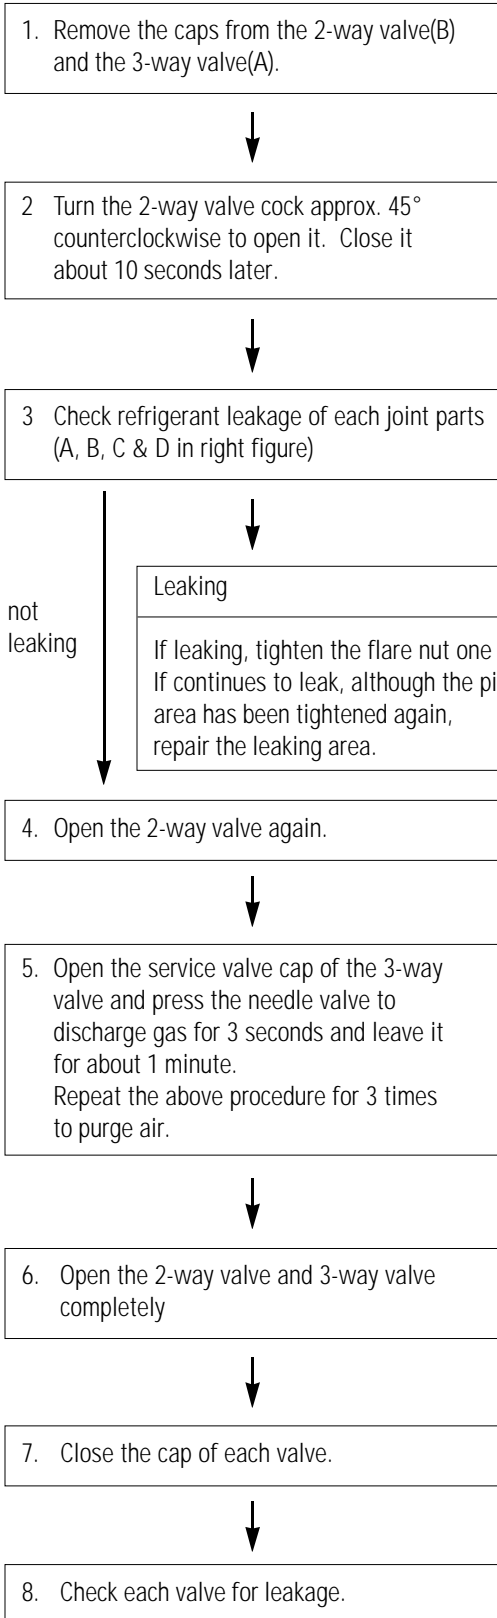 1. Remove the caps from the 2-way valve(B)
and the 3-way valve(A).
2 Turn the 2-way valve cock approx. 45°
counterclockwise to open it. Close it
about 10 seconds later.
3 Check refrigerant leakage of each joint parts
(A, B, C & D in right figure)
not
leaking
Leaking
If leaking, tighten the flare nut one
If continues to leak, although the pi
area has been tightened again,
repair the leaking area.
4. Open the 2-way valve again.
5. Open the service valve cap of the 3-way
valve and press the needle valve to
discharge gas for 3 seconds and leave it
for about 1 minute.
Repeat the above procedure for 3 times
to purge air.
6. Open the 2-way valve and 3-way valve
completely
7. Close the cap of each valve.
8. Check each valve for leakage.